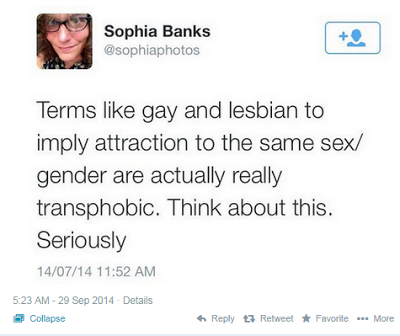 Sophia Banks
@sophiaphotos
Terms like gay and lesbian to
imply attraction to the same sex/
gender are actually really
transphobic. Think about this.
Seriously
14/07/14 11:52 AM
5:23 AM - 29 Sep 2014 · Details
Collapse
Reply Retweet Favorite More